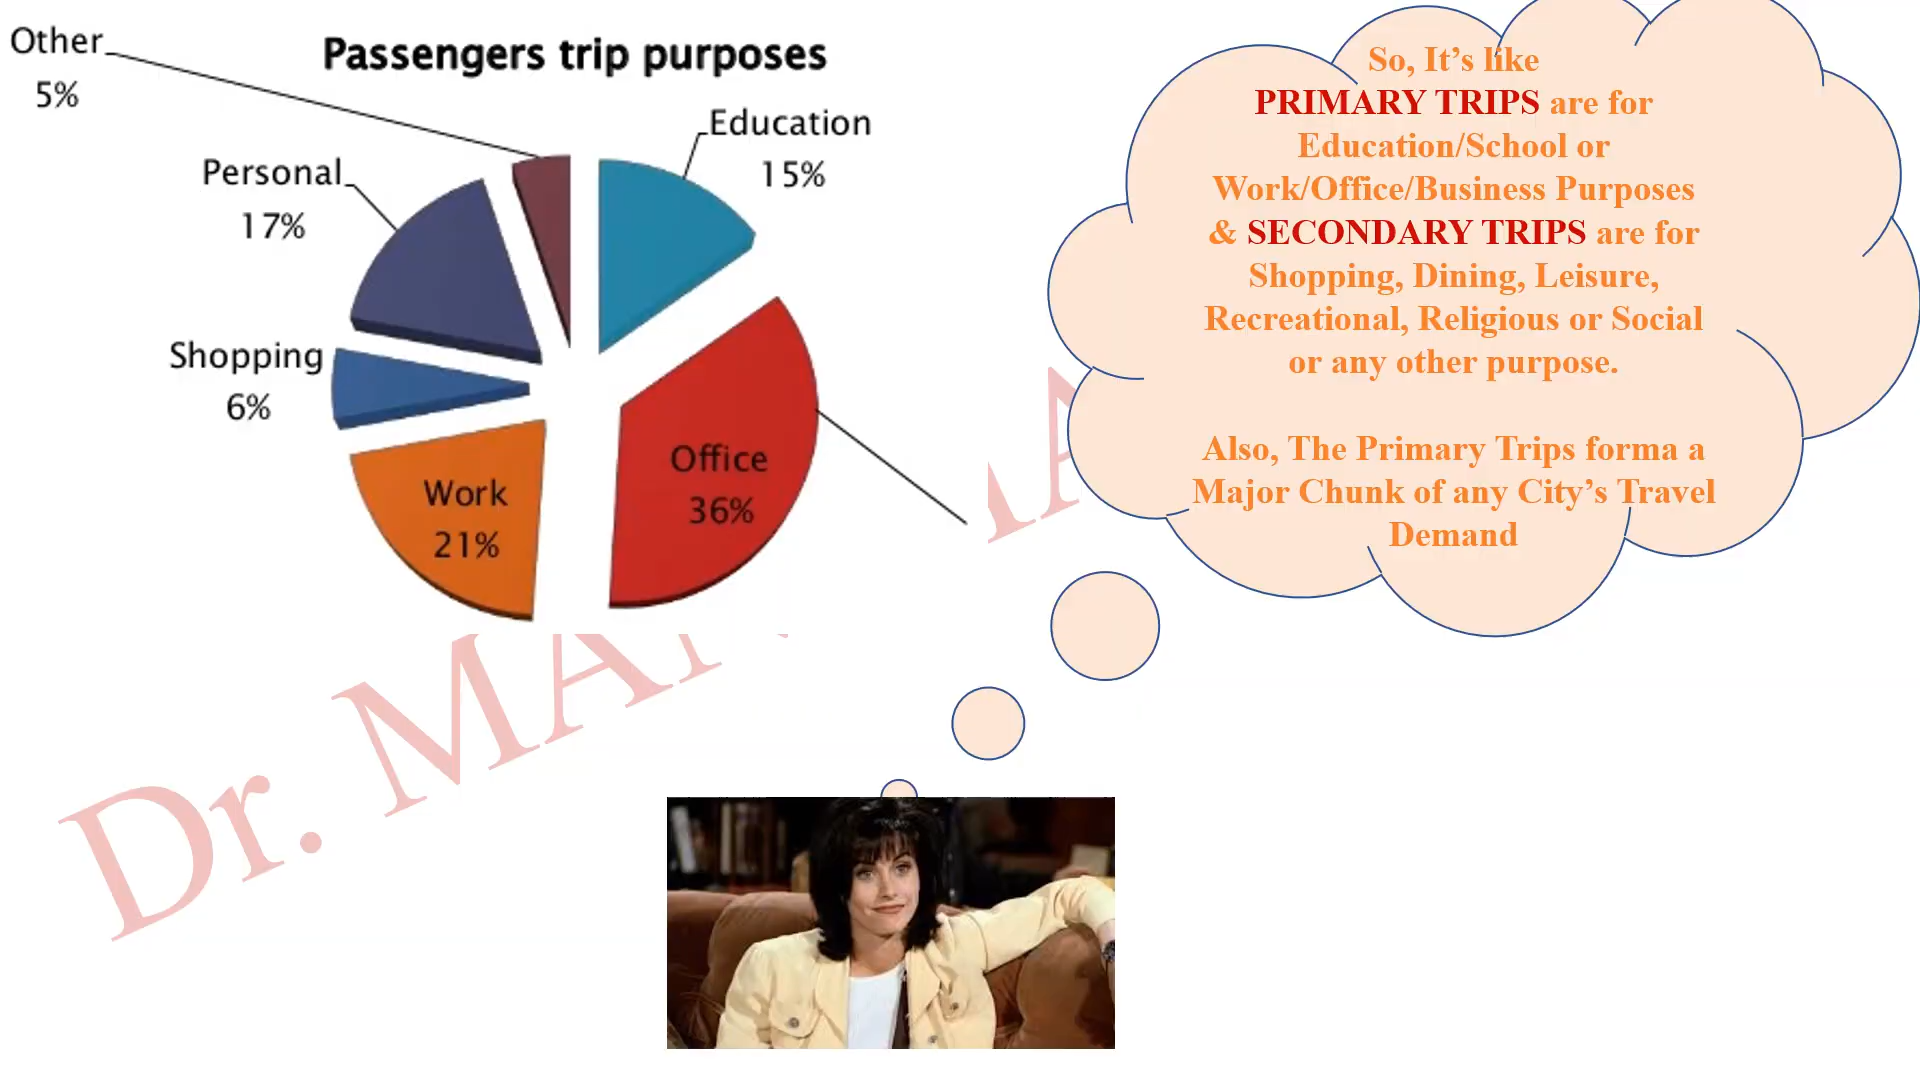 Passengers trip purposes
Other
5%
Education
15%
Personal
17%
Shopping
6%
Work
21%
Office
36%
So, It's like
PRIMARY TRIPS are for
Education/School or
Work/Office/Business Purposes
& SECONDARY TRIPS are for
Shopping, Dining, Leisure,
Recreational, Religious or Social
or any other purpose.
Also, The Primary Trips forma a
Major Chunk of any City's Travel
Demand
Dr.